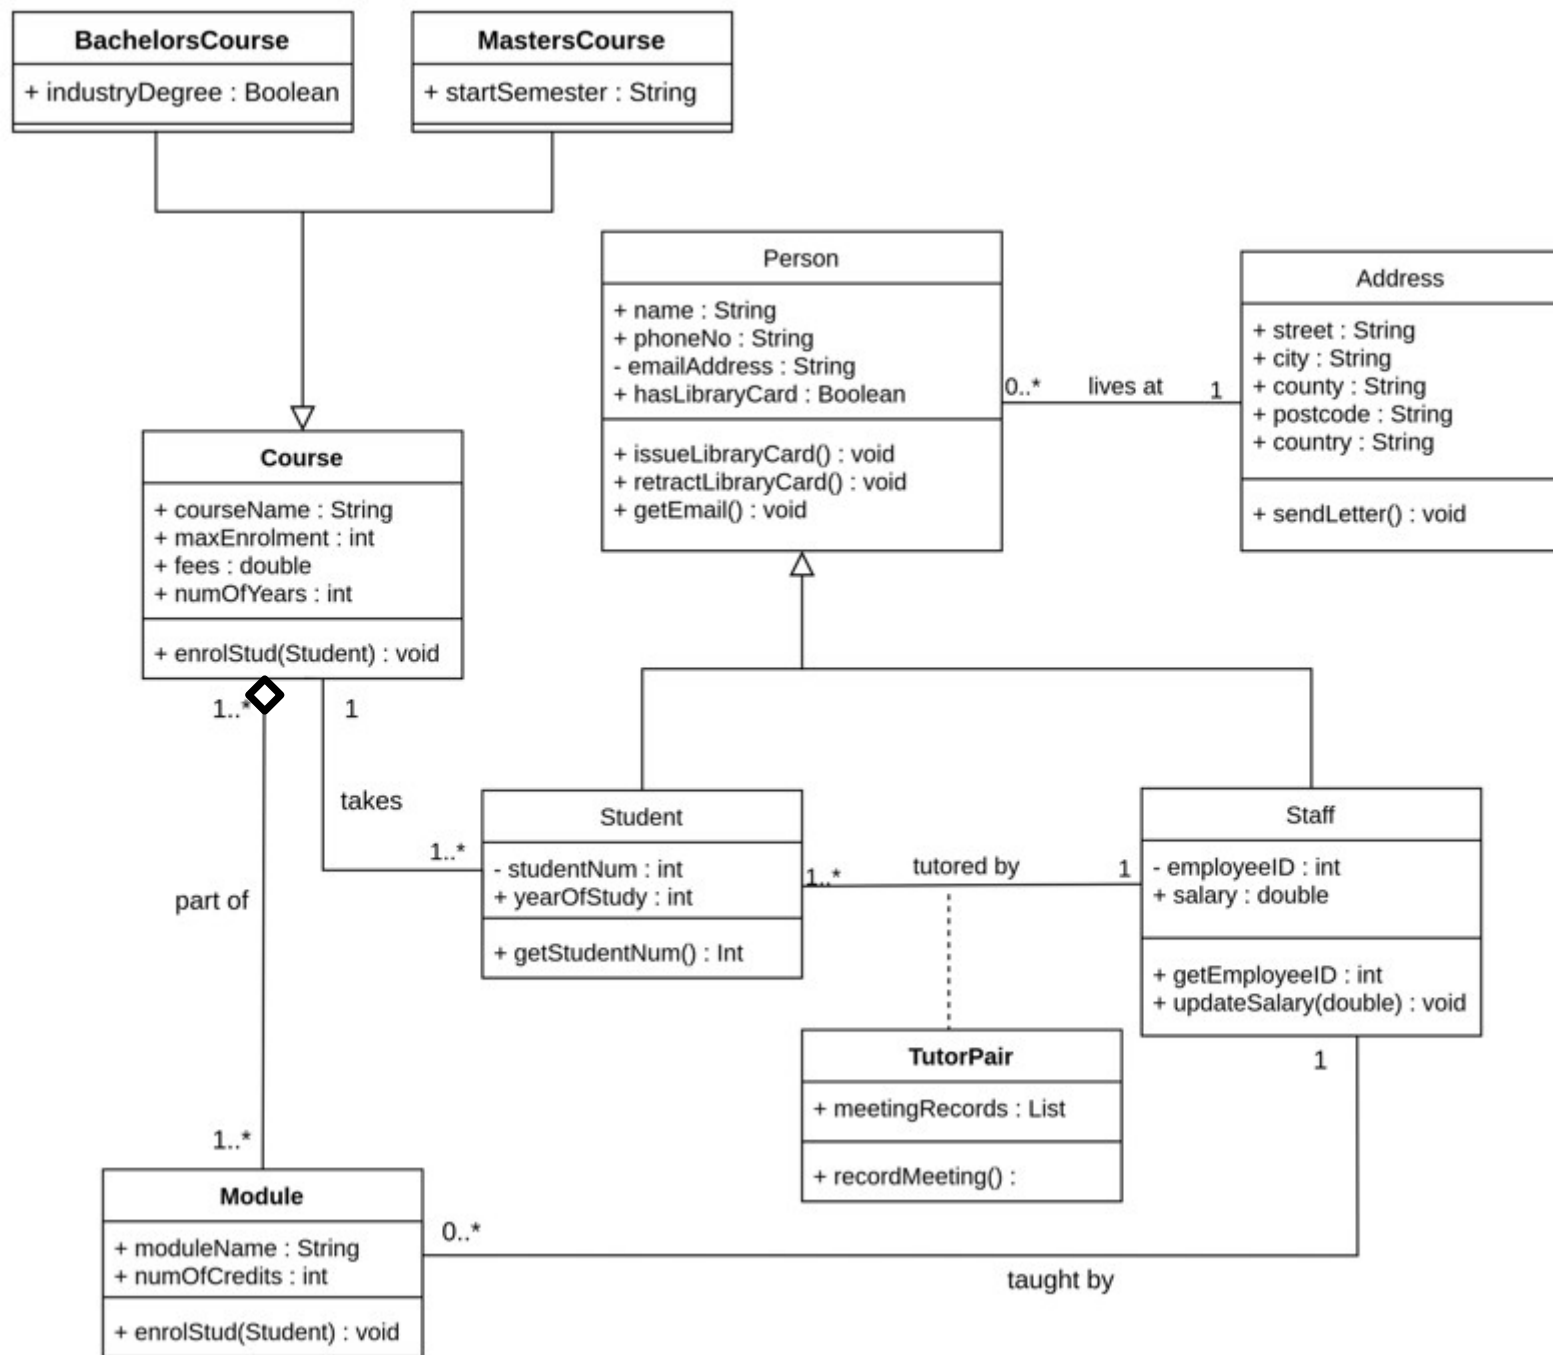 BachelorsCourse
+ industryDegree : Boolean
MastersCourse
+ startSemester : String
Person
+ name : String
+ phoneNo : String
- emailAddress : String
+ hasLibraryCard : Boolean
+ issueLibraryCard() : void
+ retractLibraryCard() : void
+ getEmail() : void
0..*
lives at
1
Address
+ street : String
+ city : String
+ county : String
+ postcode : String
+ country : String
+ sendLetter() : void
Course
+ courseName : String
+ maxEnrolment : int
+ fees : double
+ numOfYears : int
+ enrolStud(Student) : void
1..*
1
takes
1..*
part of
1..*
Student
- studentNum : int
+ yearOfStudy : int
+ getStudentNum() : Int
1..*
tutored by
1
Staff
- employeeID : int
+ salary : double
+ getEmployeeID : int
+ updateSalary(double) : void
1
TutorPair
+ meetingRecords : List
+ recordMeeting() :
Module
+ moduleName : String
+ numOfCredits : int
+ enrolStud(Student) : void
0..*
taught by